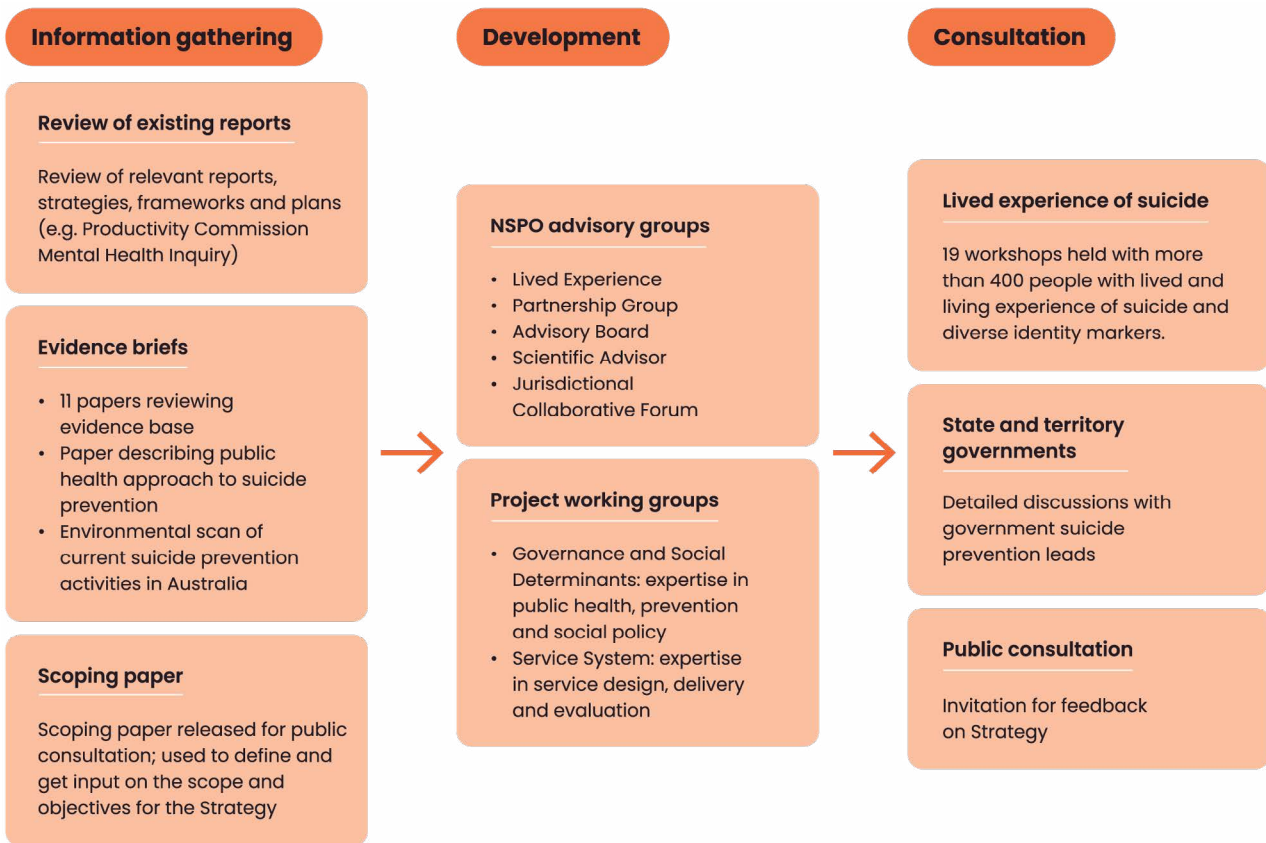 Information gathering
Review of existing reports
Review of relevant reports,
strategies, frameworks and plans
(e.g. Productivity Commission
Mental Health Inquiry)
Evidence briefs
• 11 papers reviewing
evidence base
• Paper describing public
health approach to suicide
prevention
• Environmental scan of
current suicide prevention
activities in Australia
Scoping paper
Scoping paper released for public
consultation; used to define and
get input on the scope and
objectives for the Strategy
Development
NSPO advisory groups
• Lived Experience
• Partnership Group
• Advisory Board
• Scientific Advisor
• Jurisdictional
Collaborative Forum
Project working groups
• Governance and Social
Determinants: expertise in
public health, prevention
and social policy
• Service System: expertise
in service design, delivery
and evaluation
Consultation
Lived experience of suicide
19 workshops held with more
than 400 people with lived and
living experience of suicide and
diverse identity markers.
State and territory
governments
Detailed discussions with
government suicide
prevention leads
Public consultation
Invitation for feedback
on Strategy